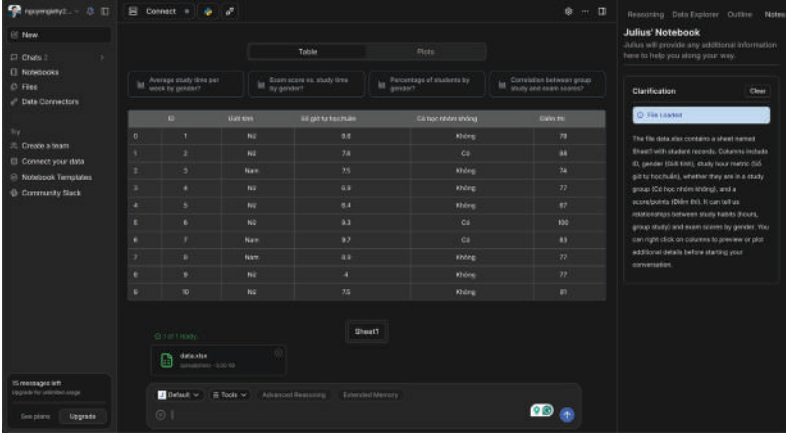 nguyengiahy2...
New
Chats
Notebooks
Files
Data Connectors
Try
Create a team
Connect your data
Notebook Templates
Community Slack
15 messages left
Upgrade for unlimited usage
See plans
Upgrade
Connect
Table
Plots
Average study time per week by gender?
Exam score vs. study time by gender?
Percentage of students by gender?
Correlation between group study and exam scores?
ID Giới tính Số giờ tự học/tuần Có học nhóm không Điểm thi
0 1 Nữ 8.8 Không 78
1 2 Nữ 7.8 Có 88
2 3 Nam 7.5 Không 74
3 4 Nữ 6.9 Không 77
4 5 Nữ 6.4 Không 67
5 6 Nữ 9.3 Có 100
6 7 Nam 9.7 Có 83
7 8 Nam 8.9 Không 77
8 9 Nữ 4 Không 77
9 10 Nữ 7.5 Không 81
Sheet1
1 of 1 ready
data.xlsx
Default
Tools
Advanced Reasoning
Extended Memory
Reasoning
Data Explorer
Outline
Notes
Julius' Notebook
Julius will provide any additional information
here to help you along your way.
Clarification
Clear
File Loaded
The file data.xlsx contains a sheet named
Sheet1 with student records. Columns include
ID, gender (Giới tính), study hour metric (Số
giờ tự học/tuần), whether they are in a study
group (Có học nhóm không), and a
score/points (Điểm thi). It can tell us
relationships between study habits (hours,
group study) and exam scores by gender. You
can right click on columns to preview or plot
additional details before starting your
conversation.